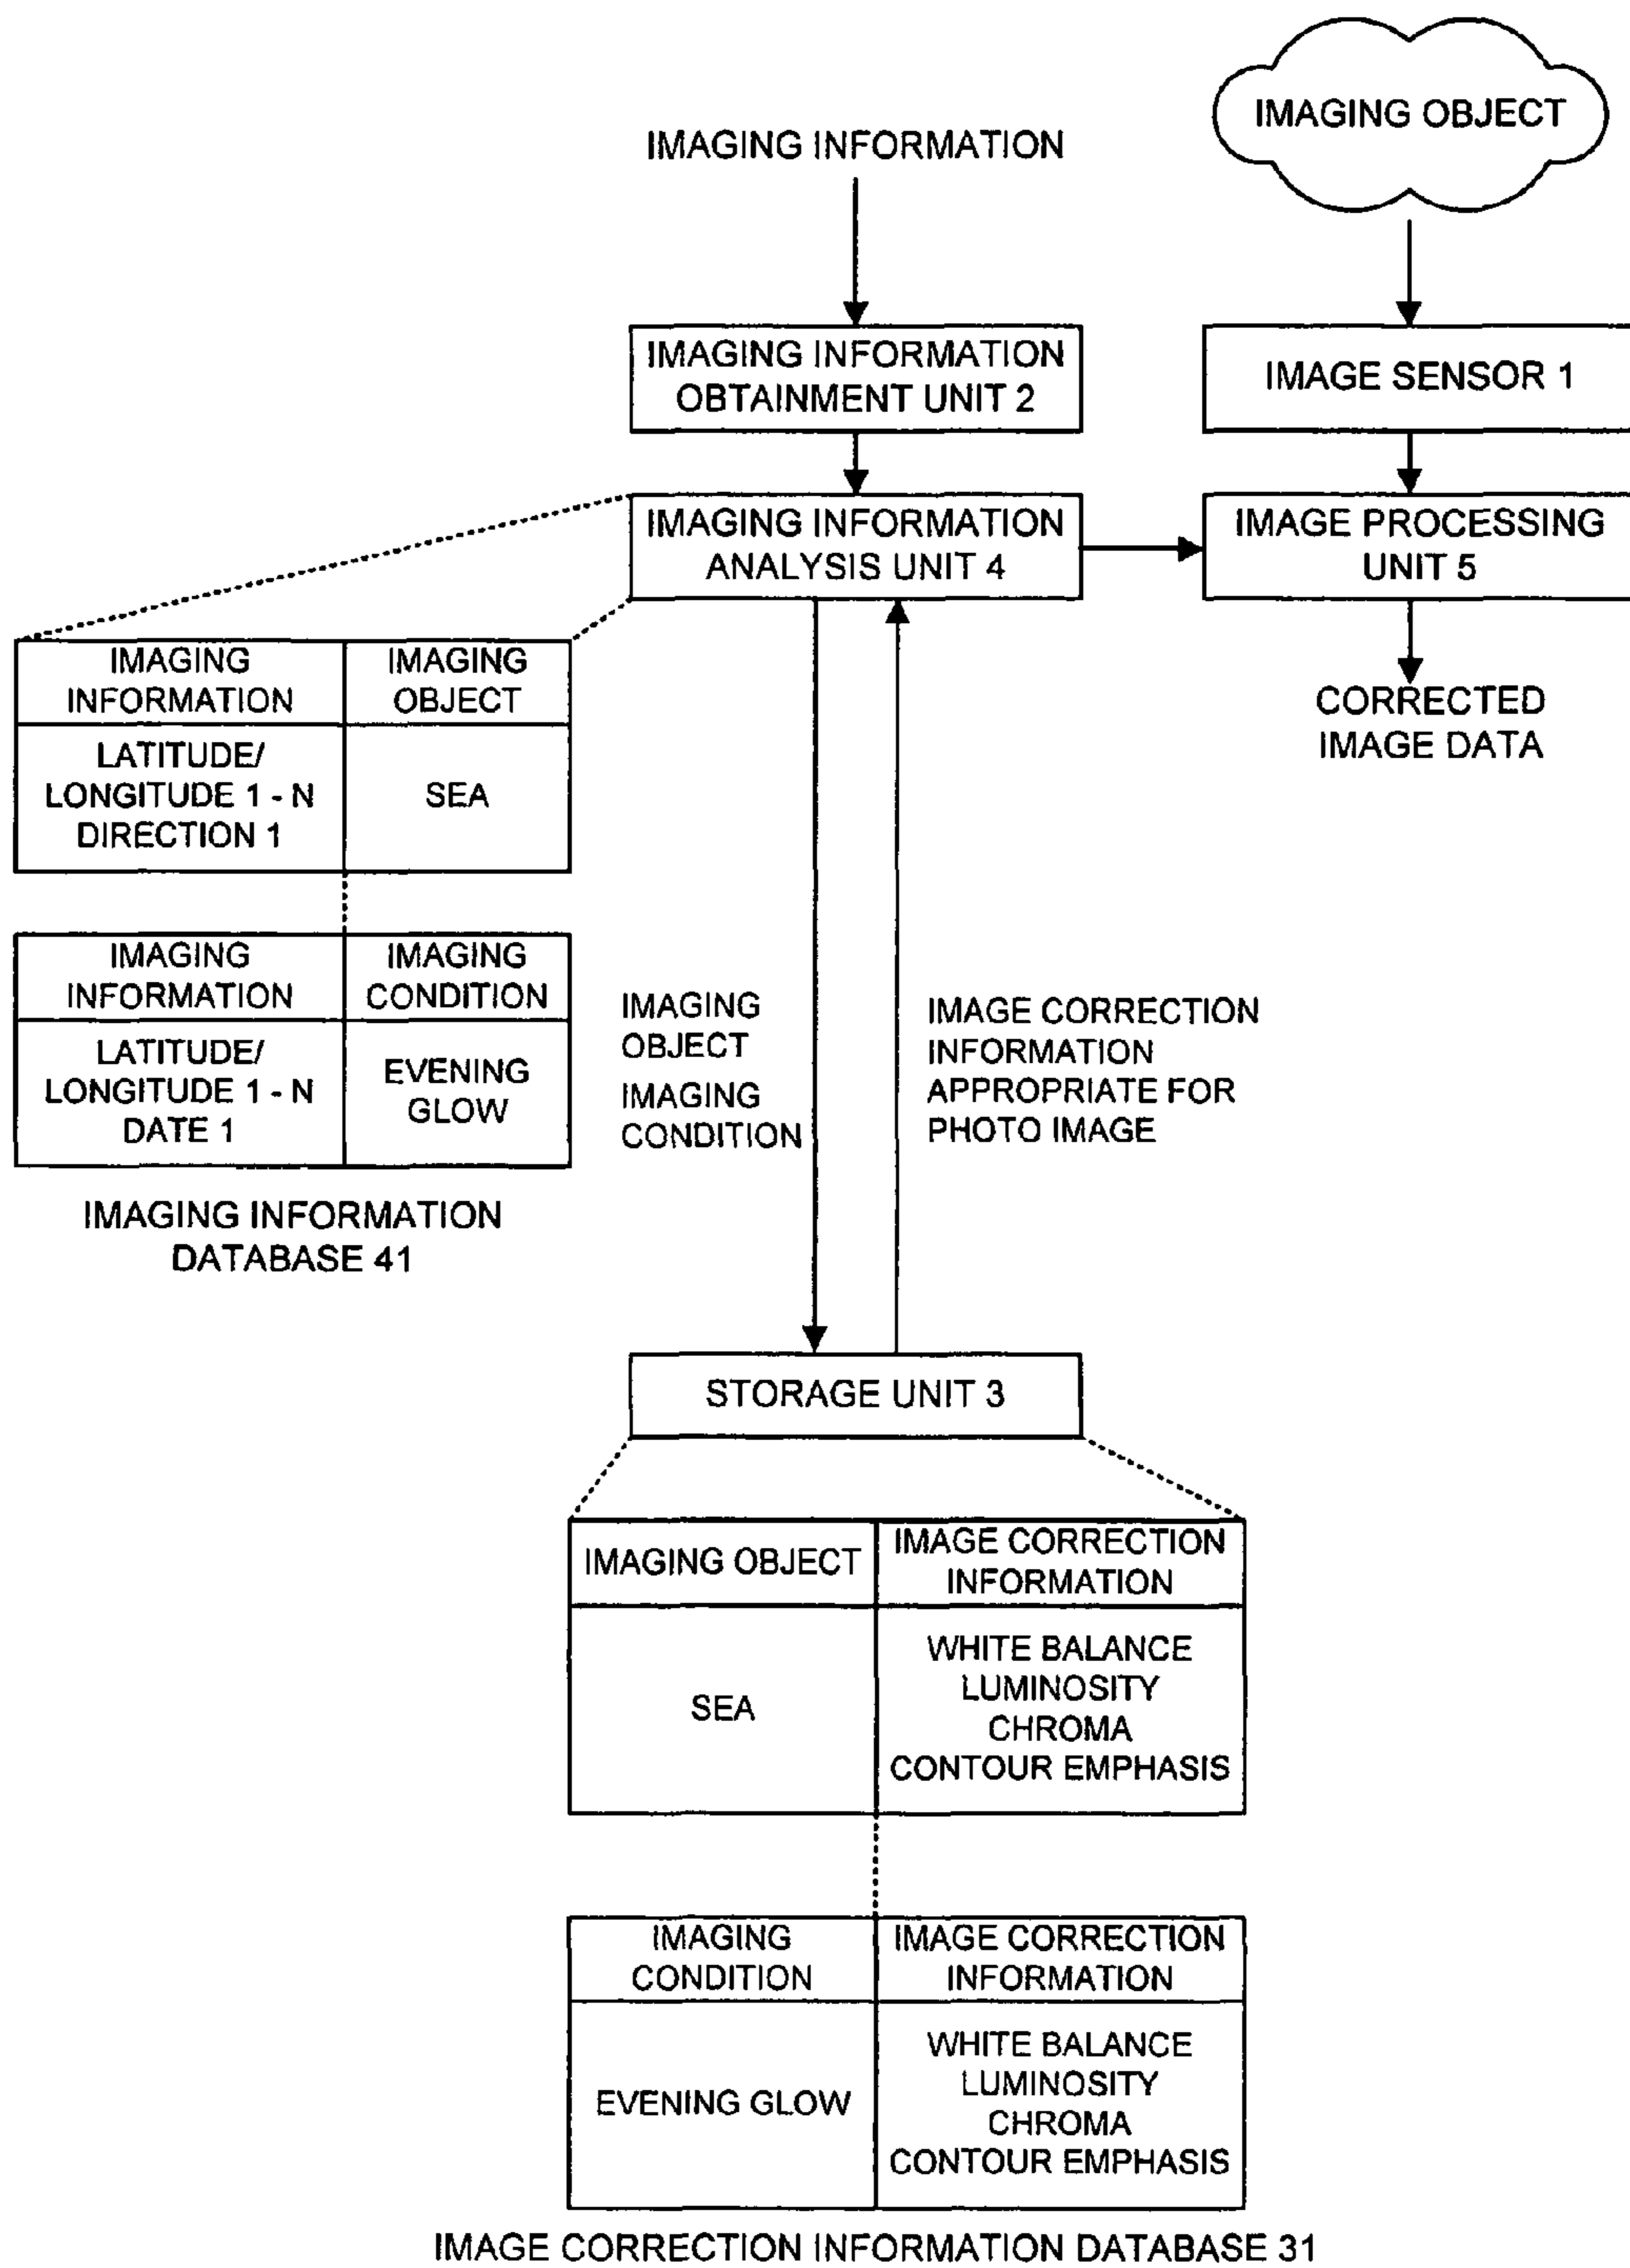 IMAGING OBJECT
IMAGING INFORMATION
IMAGING INFORMATION
OBTAINMENT UNIT 2
IMAGE SENSOR 1
IMAGING INFORMATION
ANALYSIS UNIT 4
IMAGE PROCESSING
UNIT 5
CORRECTED
IMAGE DATA
IMAGING
INFORMATION
IMAGING
OBJECT
LATITUDE/
LONGITUDE 1 - N
DIRECTION 1
SEA
IMAGING
INFORMATION
IMAGING
CONDITION
LATITUDE/
LONGITUDE 1 - N
DATE 1
EVENING
GLOW
IMAGING INFORMATION
DATABASE 41
IMAGING
OBJECT
IMAGING
CONDITION
IMAGE CORRECTION
INFORMATION
APPROPRIATE FOR
PHOTO IMAGE
STORAGE UNIT 3
IMAGING OBJECT
IMAGE CORRECTION
INFORMATION
SEA
WHITE BALANCE
LUMINOSITY
CHROMA
CONTOUR EMPHASIS
IMAGING
CONDITION
IMAGE CORRECTION
INFORMATION
EVENING GLOW
WHITE BALANCE
LUMINOSITY
CHROMA
CONTOUR EMPHASIS
IMAGE CORRECTION INFORMATION DATABASE 31